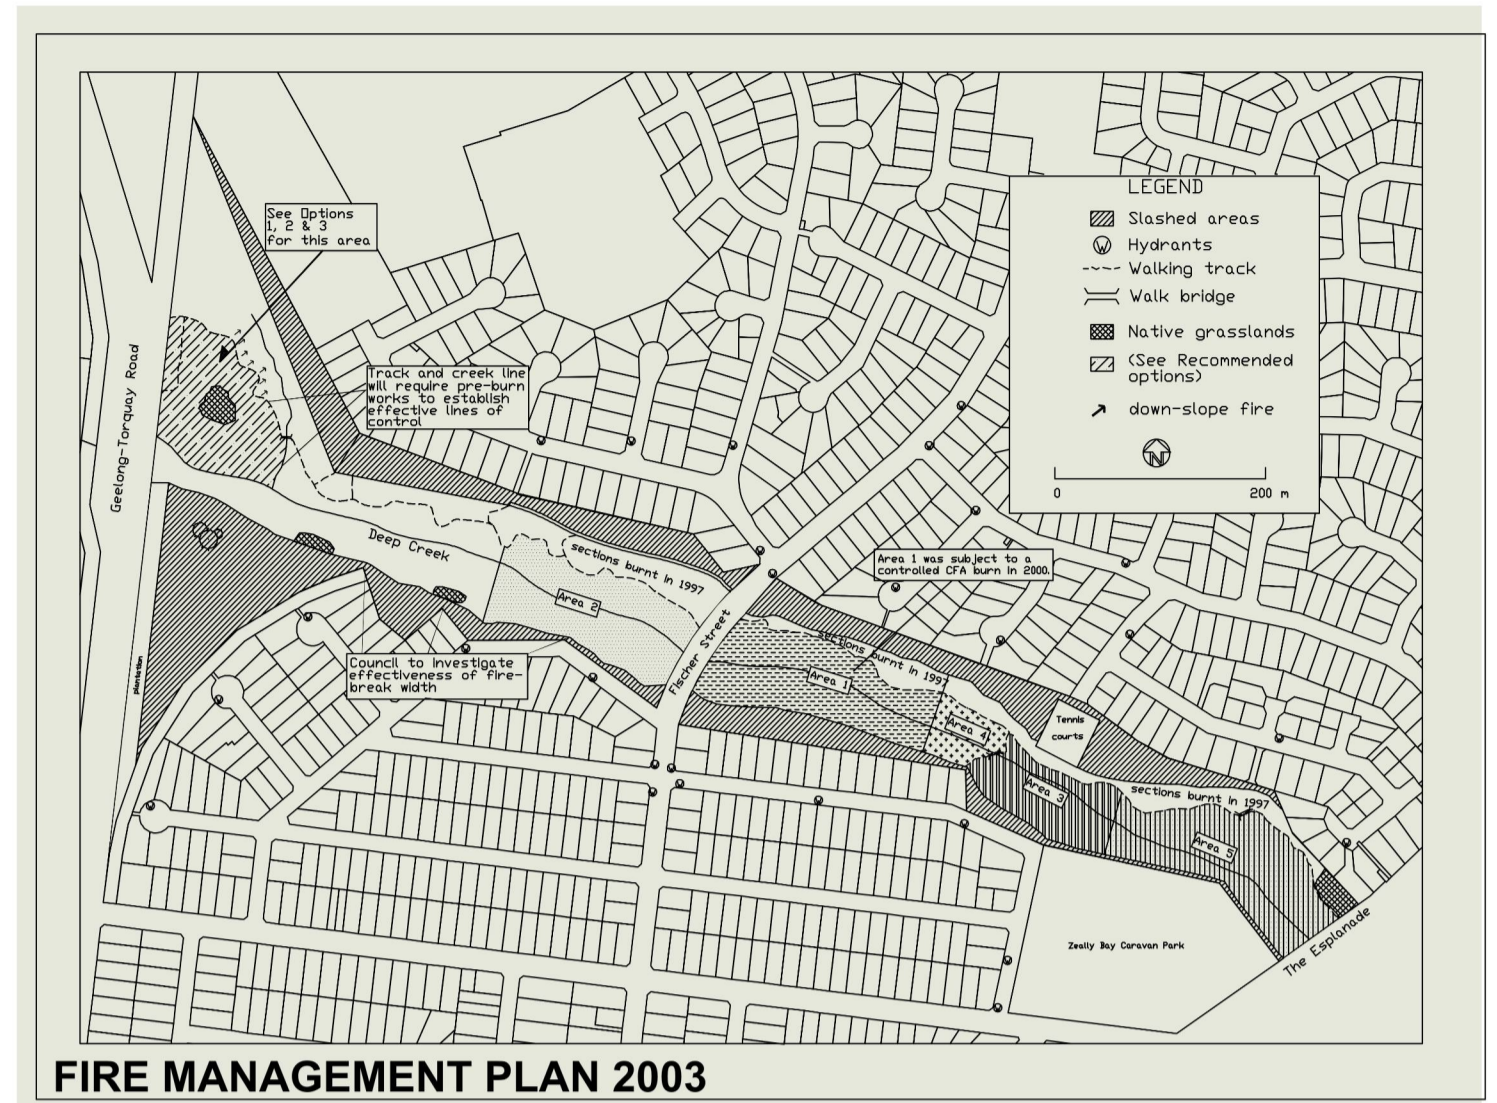 See Options
1, 2 & 3
for this area
Geelong-Torquay Road
Track and creek line
will require pre-burn
works to establish
effective lines of
control
LEGEND
Slashed areas
W Hydrants
Walking track
Walk bridge
Native grasslands
(See Recommended
options)
down-slope fire
N
0 200 m
Deep Creek
sections burnt in 1997
Area 2
Area 1 was subject to a
controlled CFA burn in 2000.
Fischer Street
plantation
Council to investigate
effectiveness of fire-
break width
sections burnt in 1997
Area 1
Area 4
Tennis
courts
Area 3
sections burnt in 1997
Area 5
Zeally Bay Caravan Park
The Esplanade
FIRE MANAGEMENT PLAN 2003